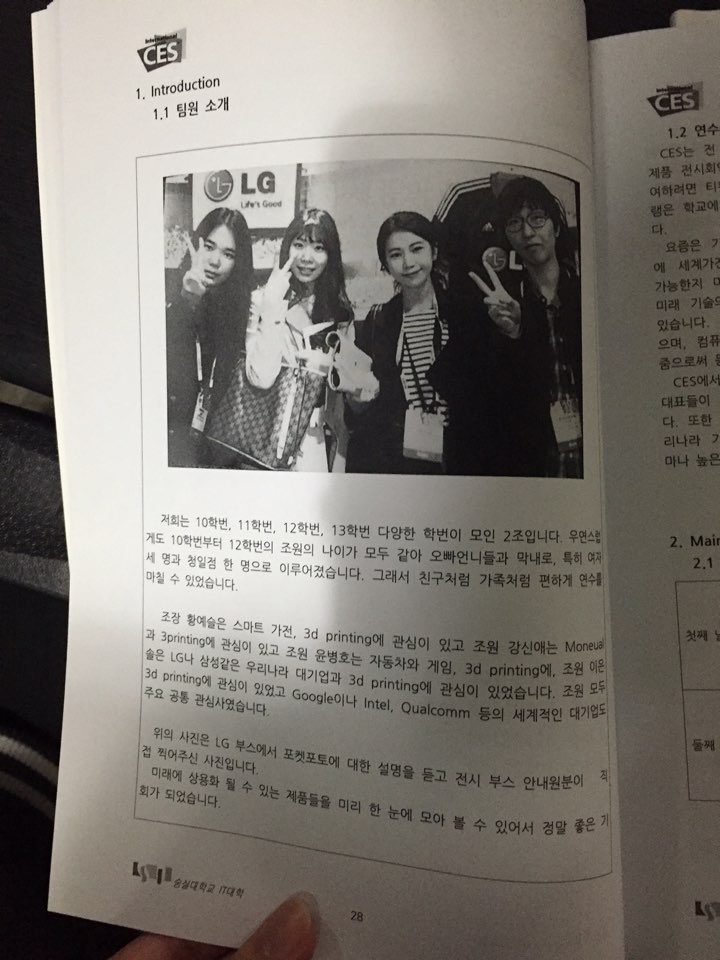 International
CES
1. Introduction
1.1 팀원 소개
LG
Life's Good
L
저희는 10학번, 11학번, 12학번, 13학번 다양한 학번이 모인 2조입니다. 우연스럽
게도 10학번부터 12학번의 조원의 나이가 모두 같아 오빠언니들과 막내로, 특히 여자
세 명과 청일점 한 명으로 이루어졌습니다. 그래서 친구처럼 가족처럼 편하게 연수를
마칠 수 있었습니다.
조장 황예슬은 스마트 가전, 3d printing에 관심이 있고 조원 강신애는 Moneual
과 3printing에 관심이 있고 조원 윤병호는 자동차와 게임, 3d printing에, 조원 이은
솔은 LG나 삼성같은 우리나라 대기업과 3d printing에 관심이 있었습니다. 조원 모두
3d printing에 관심이 있었고 Google이나 Intel, Qualcomm 등의 세계적인 대기업도
주요 공통 관심사였습니다.
위의 사진은 LG 부스에서 포켓포토에 대한 설명을 듣고 전시 부스 안내원분이 직
접 찍어주신 사진입니다.
미래에 상용화 될 수 있는 제품들을 미리 한 눈에 모아 볼 수 있어서 정말 좋은 기
회가 되었습니다.
숭실대학교 IT대학
28
International
CES
1.2 연수
CES는 전
제품 전시회
여하려면 티
램은 학교에
다.
요즘은 기
에 세계가전
가능한지 미
미래 기술의
있습니다.
으며, 컴퓨
중으로써 등
CES에서
대표들이
다. 또한
리나라 기
마나 높은
2. Main
2.1
첫째 날
둘째